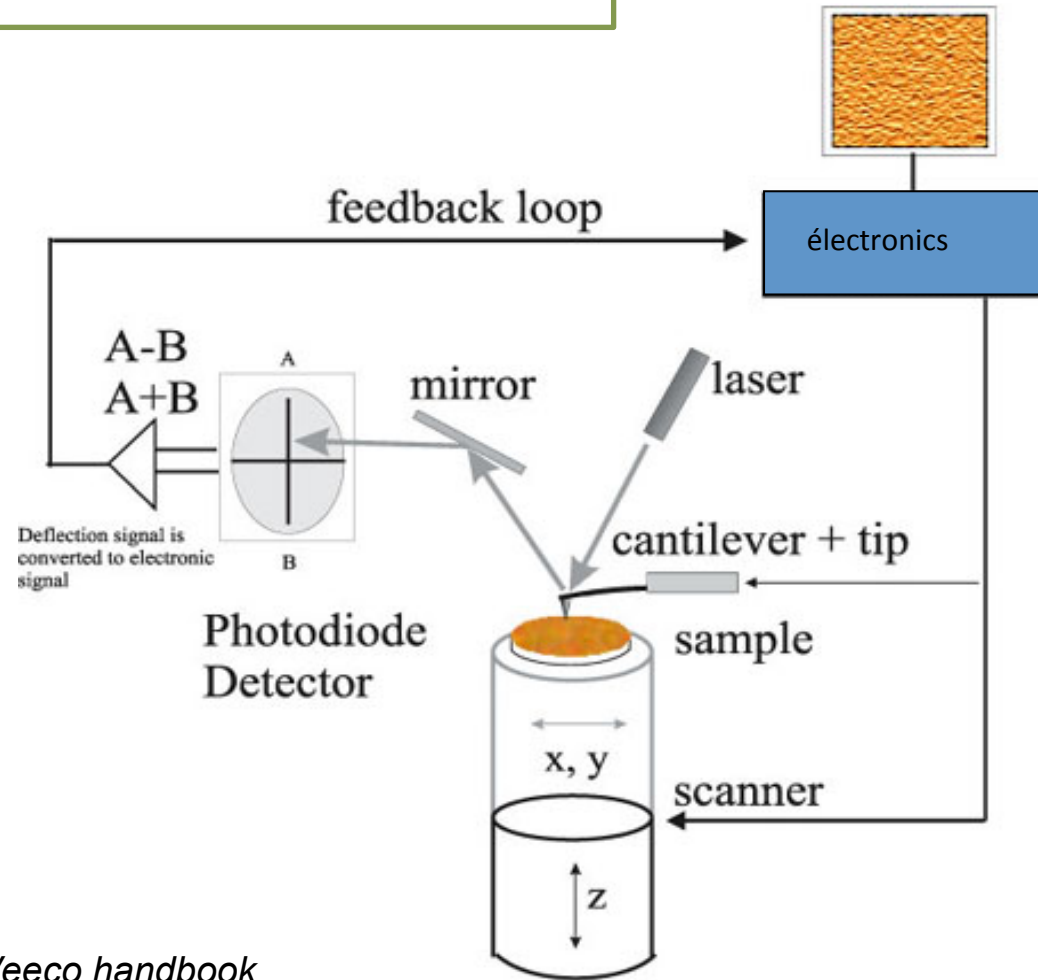 feedback loop
électronics
A-B
A+B
A
mirror
laser
Deflection signal is
converted to electronic
signal
B
cantilever + tip
Photodiode
Detector
sample
x, y
scanner
z
handbook